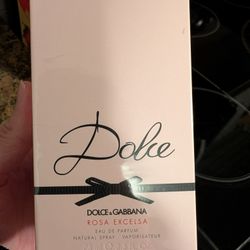 Dolce
DOLCE & GABBANA
ROSA EXCELSA
EAU DE PARFUM
NATURAL SPRAY - VAPORISATEUR